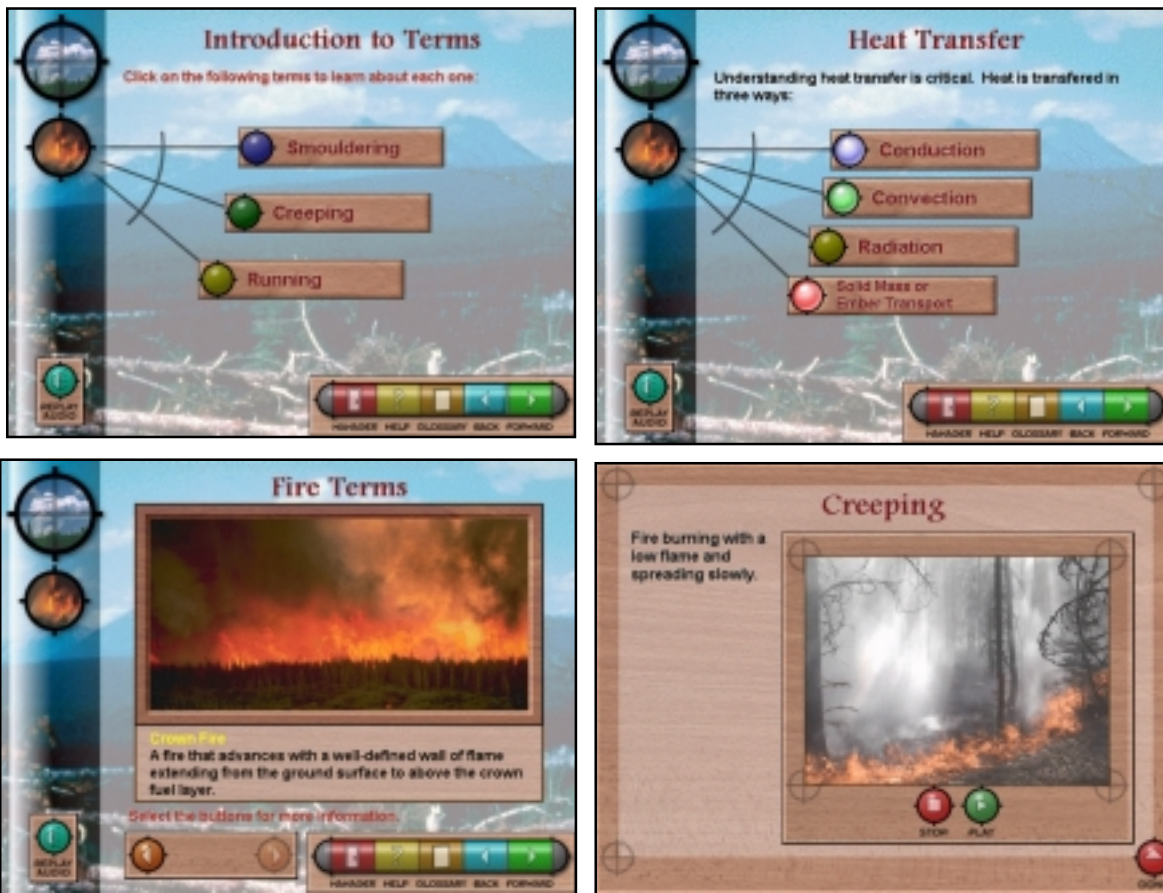 Introduction to Terms
Click on the following terms to learn about each one:
Smouldering
Creeping
Running
REPLAY
AUDIO
HELP GLOSSARY BACK FORWARD
Heat Transfer
Understanding heat transfer is critical. Heat is transfered in
three ways:
Conduction
Convection
Radiation
Solid Mass or
Ember Transport
REPLAY
AUDIO
HELP GLOSSARY BACK FORWARD
Fire Terms
Crown Fire
A fire that advances with a well-defined wall of flame
extending from the ground surface to above the crown
fuel layer.
Select the buttons for more information.
REPLAY
AUDIO
HELP GLOSSARY BACK FORWARD
Creeping
Fire burning with a
low flame and
spreading slowly.
STOP PLAY